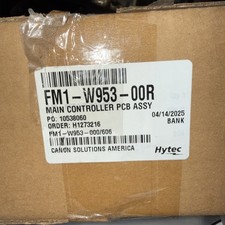 FM1-W953-00R
MAIN CONTROLLER PCB ASSY
PO: 10538060
04/14/2025
ORDER: H1273216
BANK
FM1-W953-000/606
CANON SOLUTIONS AMERICA
Hytec